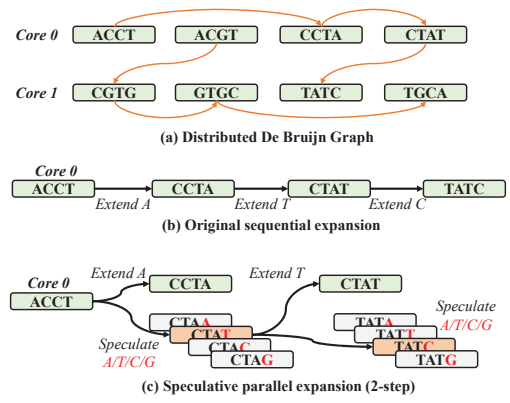 Core 0 ACCT ACGT CCTA CTAT
Core 1 CGTG GTGC TATC TGCA
(a) Distributed De Bruijn Graph
Core 0
ACCT CCTA CTAT TATC
Extend A Extend T Extend C
(b) Original sequential expansion
Core 0 Extend A Extend T
CCTA CTAT
ACCT
Speculate
A/T/C/G
CTAA
CTAT
CTAC
CTAG
Speculate
A/T/C/G
TATA
TATT
TATC
TATG
(c) Speculative parallel expansion (2-step)